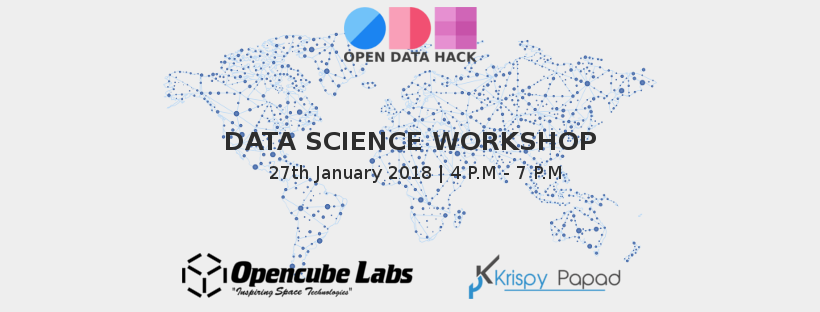 OPEN DATA HACK
DATA SCIENCE WORKSHOP
27th January 2018 | 4 P.M - 7 P.M
Opencube Labs
"Inspiring Space Technologies"
Krispy Papad